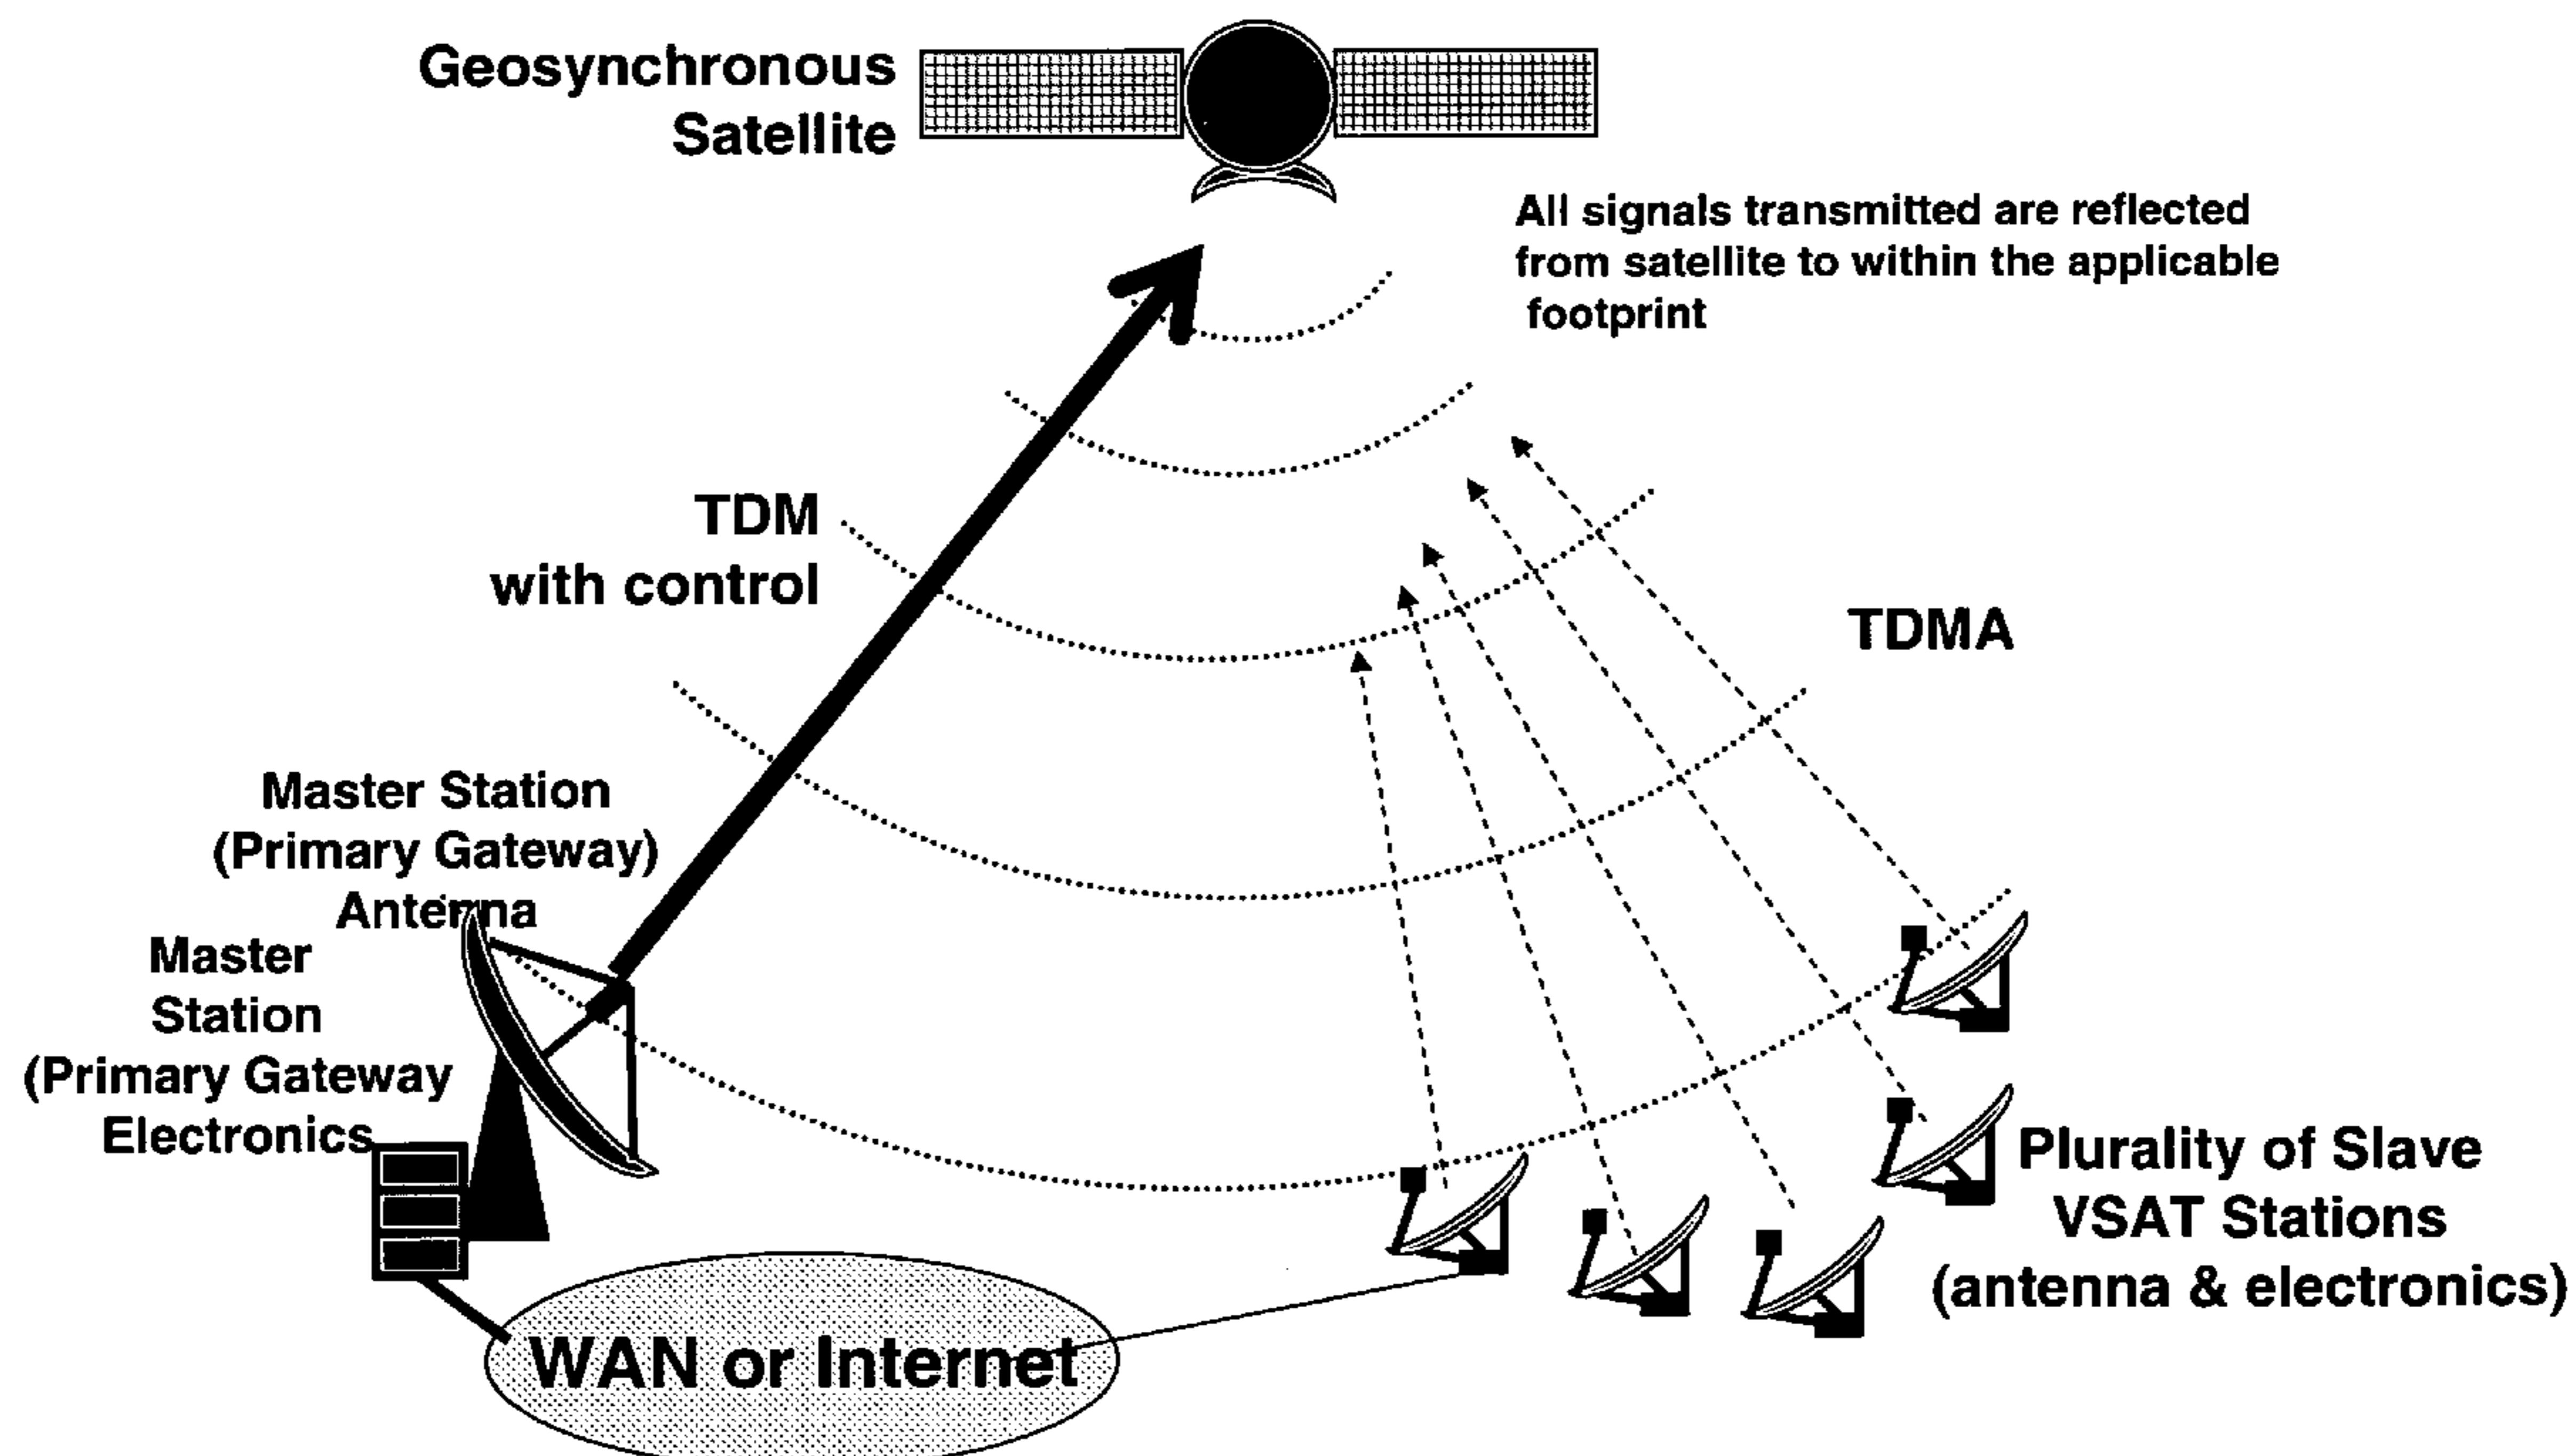 Geosynchronous
Satellite
All signals transmitted are reflected
from satellite to within the applicable
footprint
TDM
with control
TDMA
Master Station
(Primary Gateway)
Antenna
Master
Station
(Primary Gateway
Electronics
Plurality of Slave
VSAT Stations
(antenna & electronics)
WAN or Internet